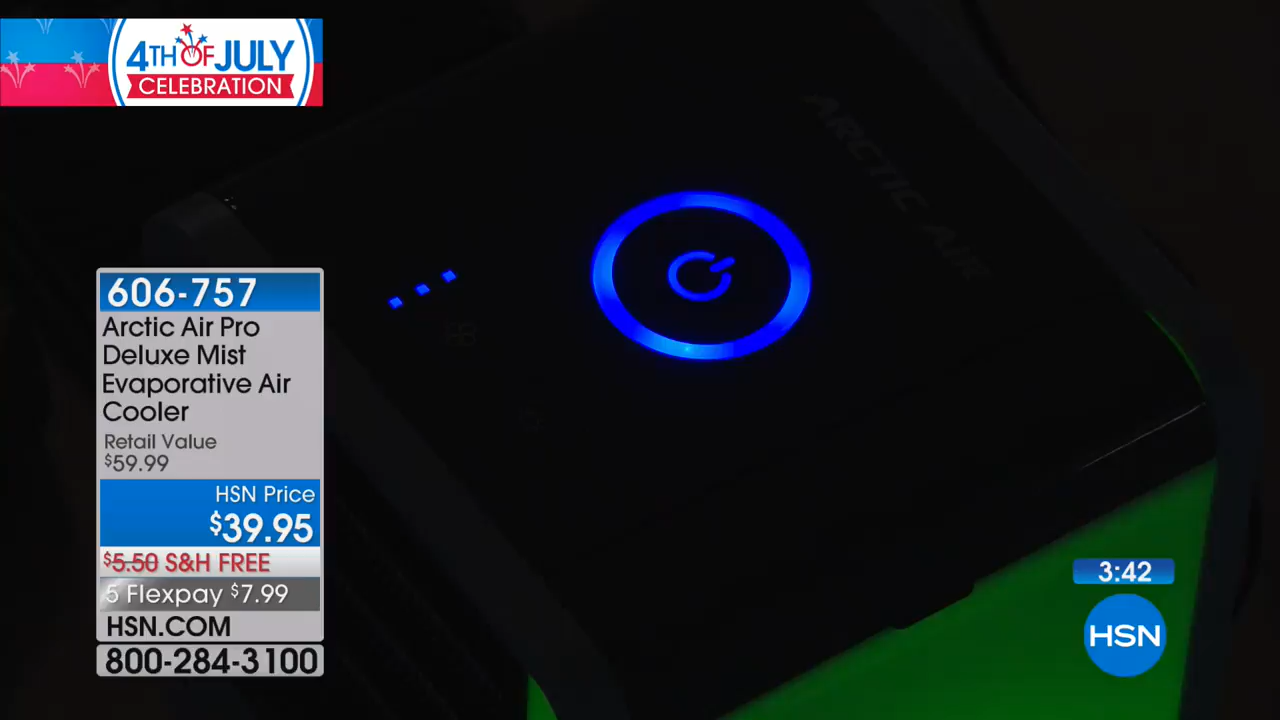 4TH OF JULY
CELEBRATION
ARCTIC AIR
606-757
Arctic Air Pro
Deluxe Mist
Evaporative Air
Cooler
Retail Value
$59.99
HSN Price
$39.95
$5.50 S&H FREE
5 Flexpay $7.99
HSN.COM
800-284-3100
3:42
HSN